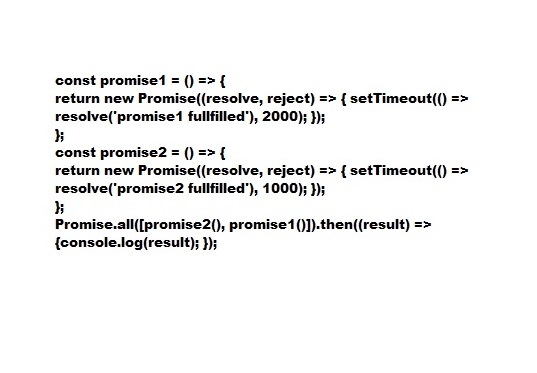 const promise1 = () => {
return new Promise((resolve, reject) => { setTimeout(() =>
resolve('promise1 fullfilled'), 2000); });
};
const promise2 = () => {
return new Promise((resolve, reject) => { setTimeout(() =>
resolve('promise2 fullfilled'), 1000); });
};
Promise.all([promise2(), promise1()]).then((result) =>
{console.log(result); });